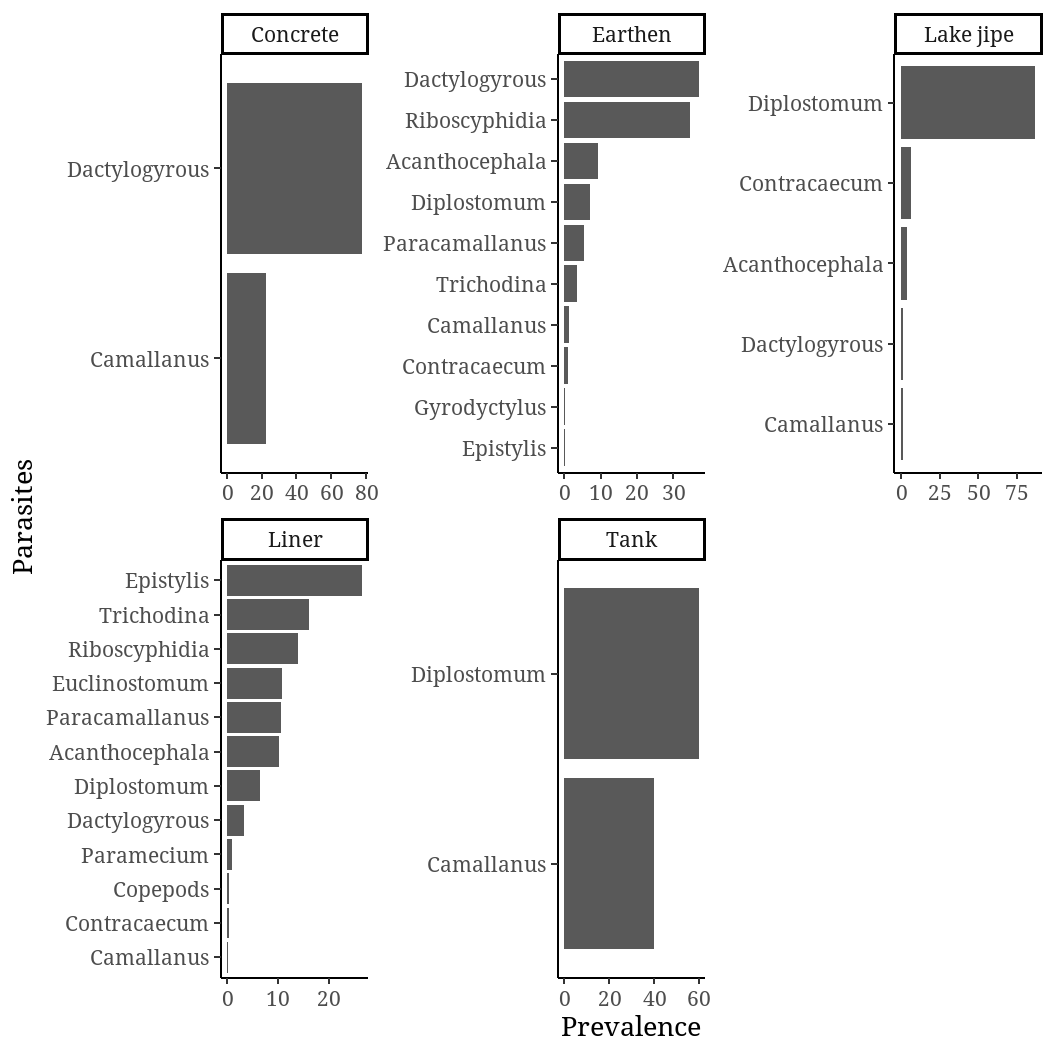 Concrete
Dactylogyrous
Camallanus
0 20 40 60 80
Earthen
Dactylogyrous
Riboscyphidia
Acanthocephala
Diplostomum
Paracamallanus
Trichodina
Camallanus
Contracaecum
Gyrodyctylus
Epistylis
0 10 20 30
Lake jipe
Diplostomum
Contracaecum
Acanthocephala
Dactylogyrous
Camallanus
0 25 50 75
Parasites
Liner
Epistylis
Trichodina
Riboscyphidia
Euclinostomum
Paracamallanus
Acanthocephala
Diplostomum
Dactylogyrous
Paramecium
Copepods
Contracaecum
Camallanus
0 10 20
Tank
Diplostomum
Camallanus
0 20 40 60
Prevalence